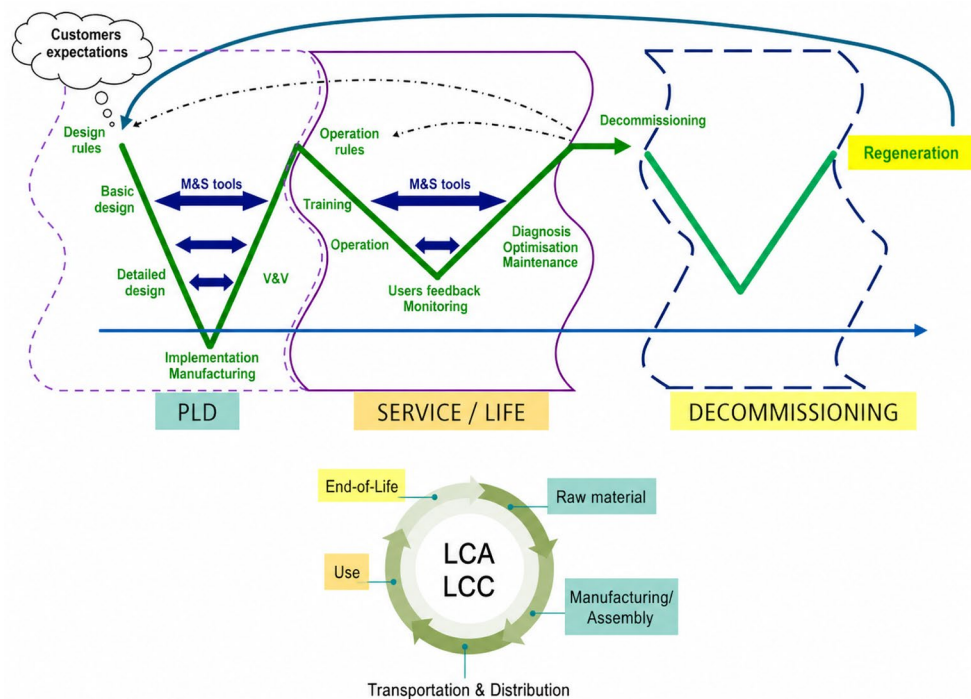 Customers
expectations
Design
rules
Basic
design
Detailed
design
M&S tools
V&V
Implementation
Manufacturing
Operation
rules
Training
Operation
M&S tools
Users feedback
Monitoring
Diagnosis
Optimisation
Maintenance
Decommissioning
Regeneration
PLD
SERVICE / LIFE
DECOMMISSIONING
End-of-Life
Raw material
LCA
LCC
Use
Manufacturing/
Assembly
Transportation & Distribution